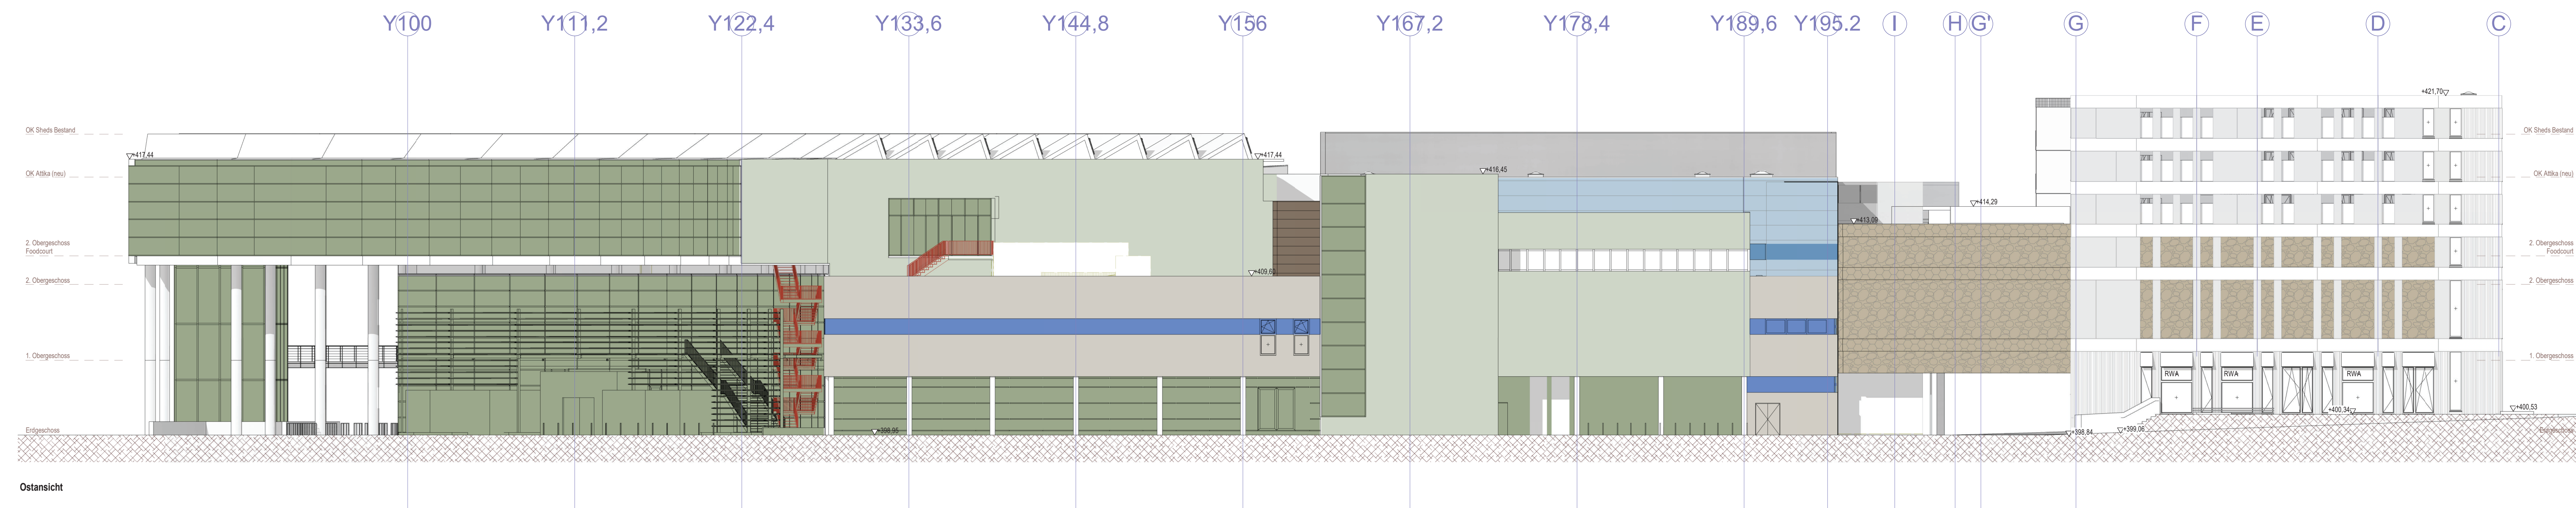 Y100 Y111,2 Y122,4 Y133,6 Y144,8 Y156 Y167,2 Y178,4 Y189,6 Y195.2 I H G' G F E D C
+421,70
OK Sheds Bestand
OK Sheds Bestand
+417,44
+417,44
+416,45
OK Attika (neu)
OK Attika (neu)
+414,29
+413,09
2. Obergeschoss
Foodcourt
2. Obergeschoss
Foodcourt
+409,60
2. Obergeschoss
2. Obergeschoss
1. Obergeschoss
1. Obergeschoss
RWA RWA RWA
+400,34
+400,53
Erdgeschoss
+398,95
+398,84
+399,06
Erdgeschoss
Ostansicht